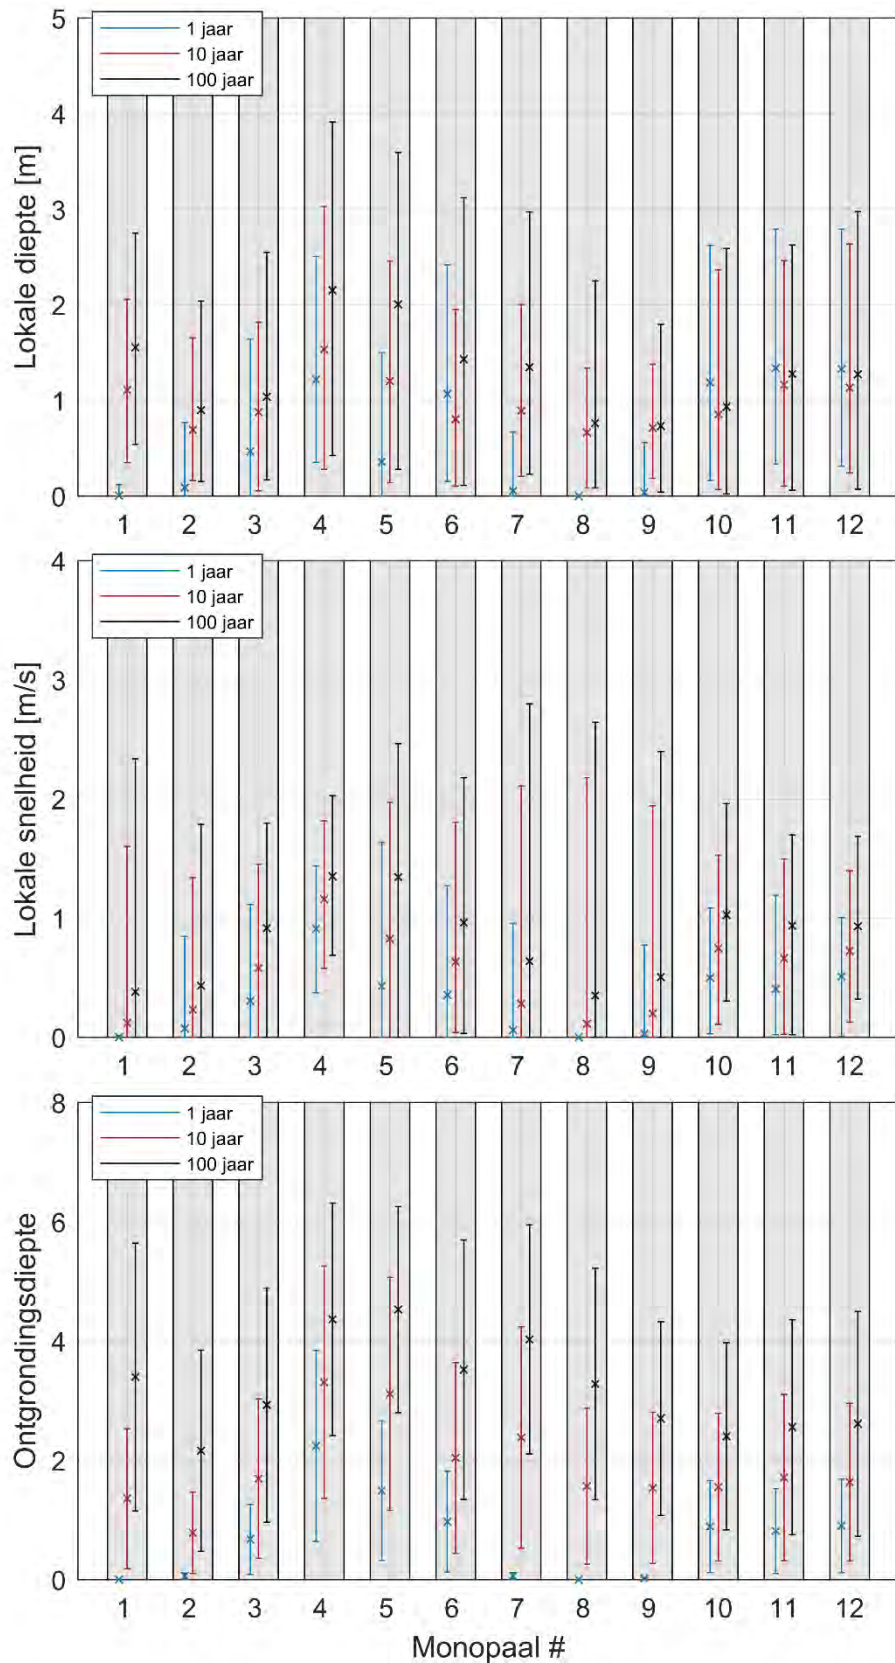 5
4
3
2
1
0
Lokale diepte [m]
1 jaar
10 jaar
100 jaar
1 2 3 4 5 6 7 8 9 10 11 12
4
3
2
1
0
Lokale snelheid [m/s]
1 jaar
10 jaar
100 jaar
1 2 3 4 5 6 7 8 9 10 11 12
8
6
4
2
0
Ontgrondingsdiepte
1 jaar
10 jaar
100 jaar
1 2 3 4 5 6 7 8 9 10 11 12
Monopaal #